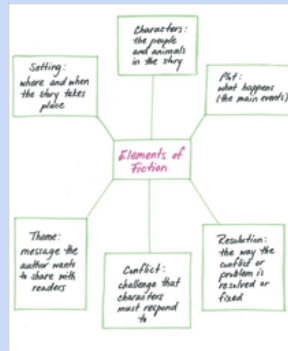 Characters:
the people
and animals
in the story
Setting:
where and when
the story takes
place
Plot:
what happens
(the main events)
Elements of
Fiction
Theme:
message the
author wants
to share with
readers
Conflict:
challenge that
characters
must respond
to
Resolution:
the way the
conflict or
problem is
resolved or
fixed